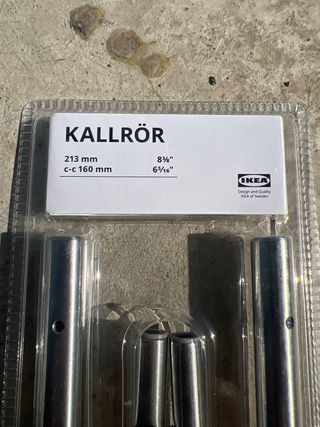 KALLRÖR
213 mm 8⅜"
c-c 160 mm 6⁵⁄₁₆"
IKEA
Design and Quality
IKEA of Sweden